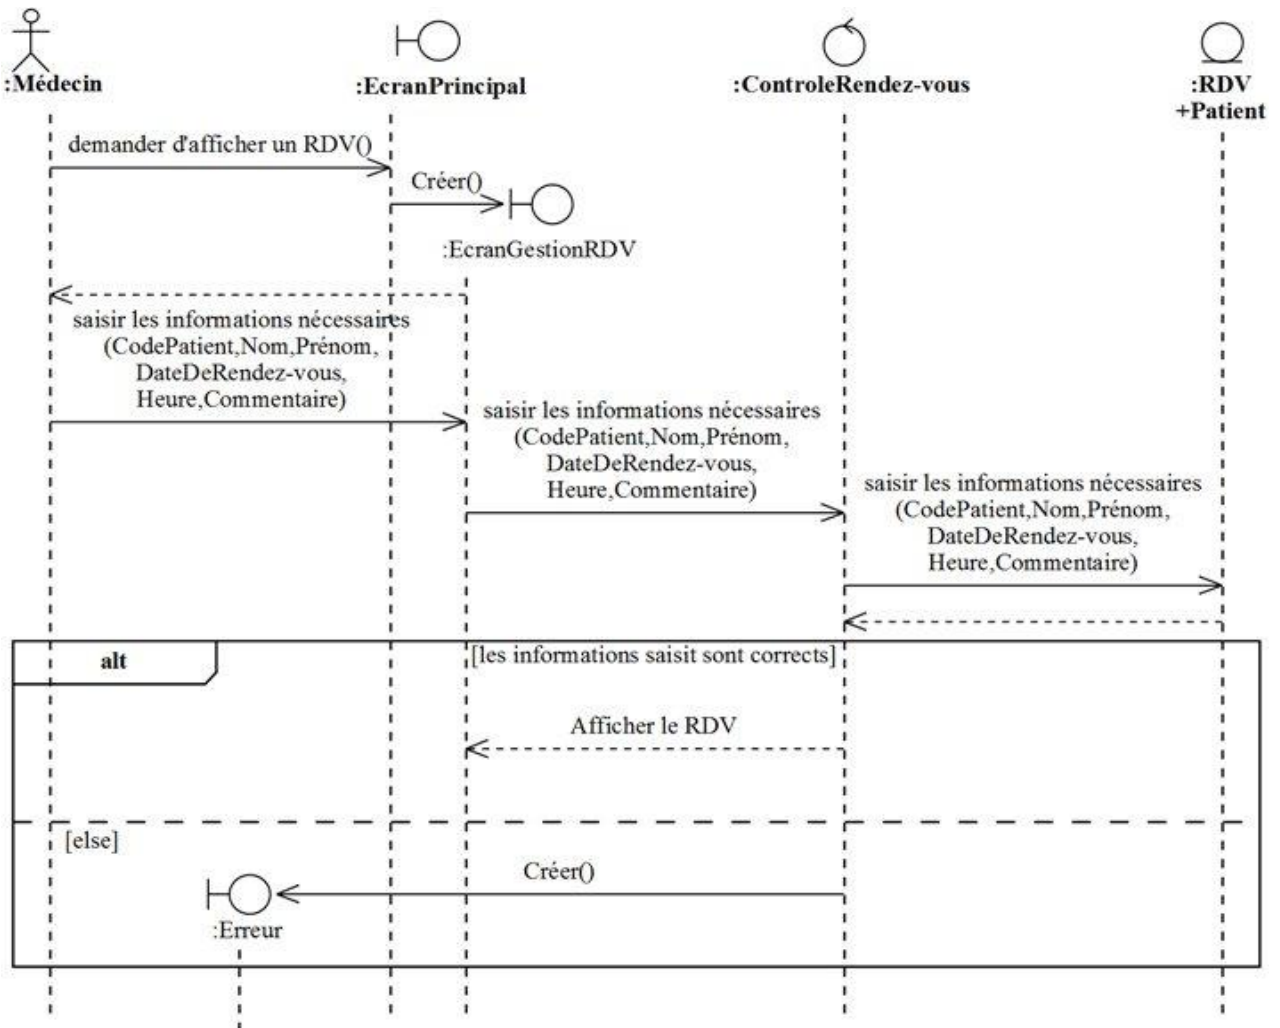 :Médecin
:EcranPrincipal
:ControleRendez-vous
:RDV
+Patient
demander d'afficher un RDV()
Créer()
:EcranGestionRDV
saisir les informations nécessaires
(CodePatient,Nom,Prénom,
DateDeRendez-vous,
Heure,Commentaire)
saisir les informations nécessaires
(CodePatient,Nom,Prénom,
DateDeRendez-vous,
Heure,Commentaire)
saisir les informations nécessaires
(CodePatient,Nom,Prénom,
DateDeRendez-vous,
Heure,Commentaire)
alt
[les informations saisit sont corrects]
Afficher le RDV
[else]
Créer()
:Erreur